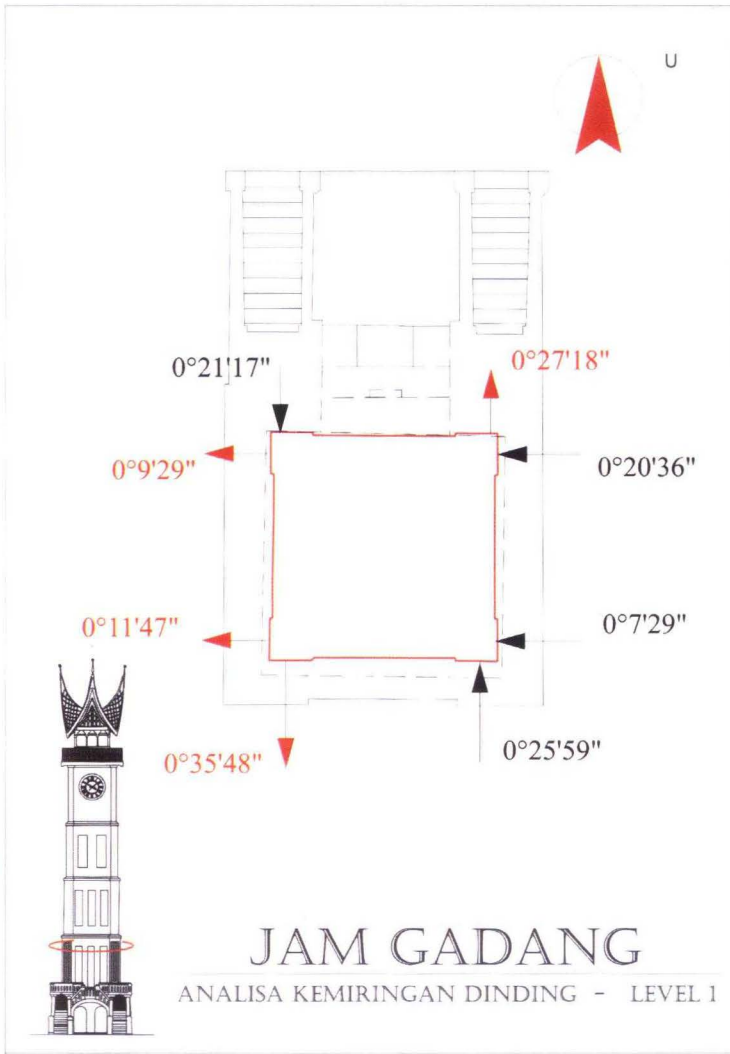 U
0°21'17"
0°27'18"
0°9'29"
0°20'36"
0°11'47"
0°7'29"
0°35'48"
0°25'59"
JAM GADANG
ANALISA KEMIRINGAN DINDING - LEVEL 1